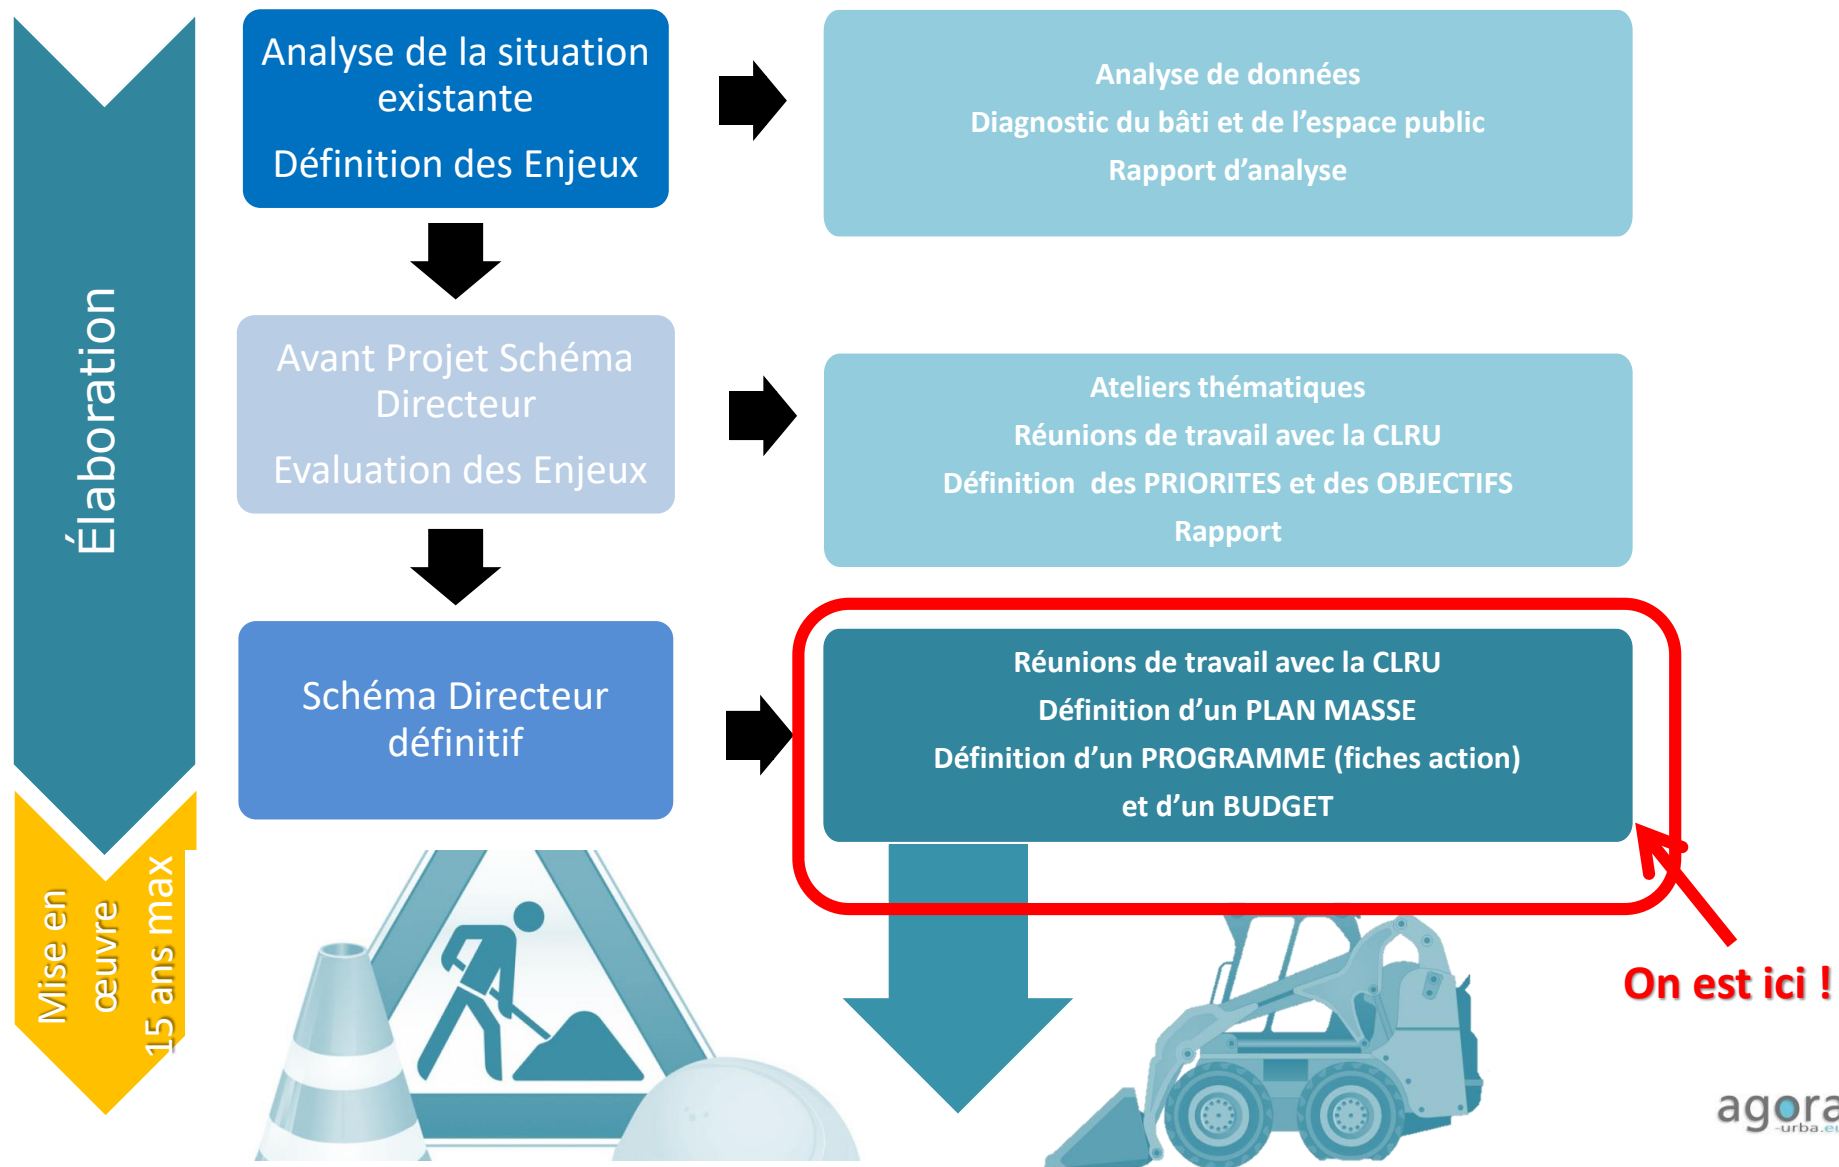 Élaboration
Analyse de la situation
existante
Définition des Enjeux
Analyse de données
Diagnostic du bâti et de l’espace public
Rapport d’analyse
Avant Projet Schéma
Directeur
Evaluation des Enjeux
Ateliers thématiques
Réunions de travail avec la CLRU
Définition  des PRIORITES et des OBJECTIFS
Rapport
Schéma Directeur
définitif
Réunions de travail avec la CLRU
Définition d’un PLAN MASSE
Définition d’un PROGRAMME (fiches action)
et d’un BUDGET
Mise en
œuvre
15 ans max
On est ici !
agora
-urba.eu